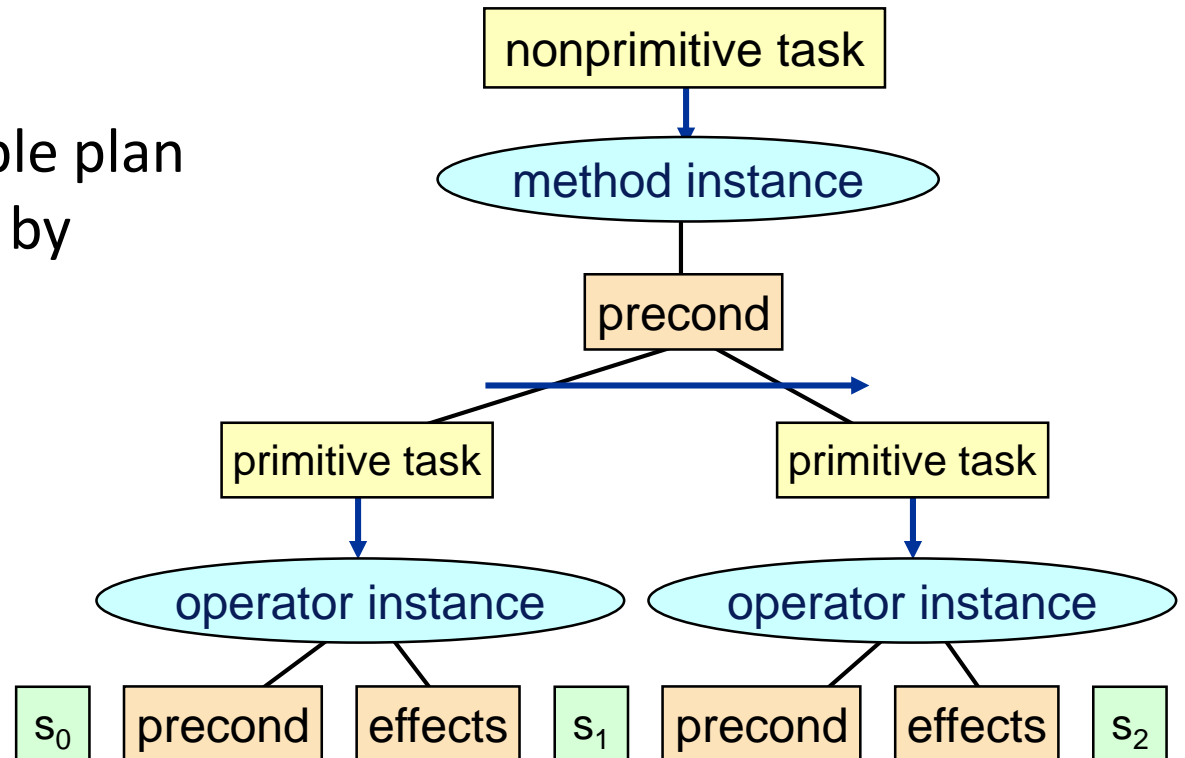 nonprimitive task
ble plan
by
method instance
precond
primitive task primitive task
operator instance operator instance
s₀ precond effects s₁ precond effects s₂